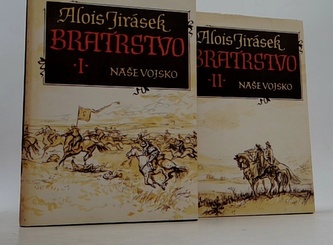 Alois Jirásek
BRATRSTVO
·I·
NAŠE VOJSKO
Alois Jirásek
BRATRSTVO
·II·
NAŠE VOJSKO